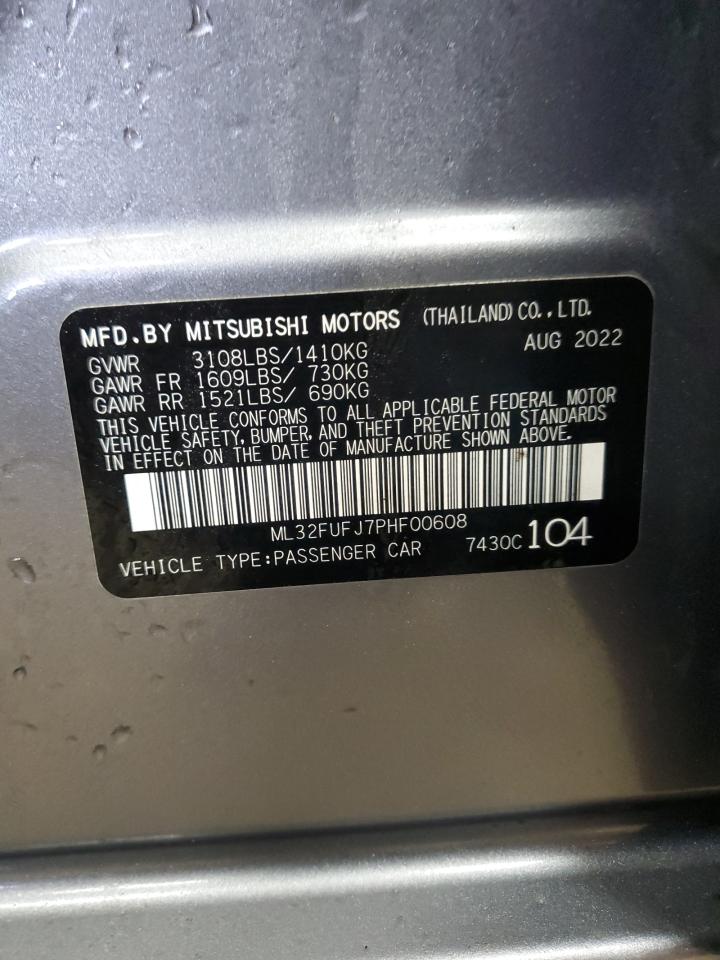 MFD.BY MITSUBISHI MOTORS (THAILAND) CO.,LTD.
GVWR 3108LBS/1410KG AUG 2022
GAWR FR 1609LBS/ 730KG
GAWR RR 1521LBS/ 690KG
THIS VEHICLE CONFORMS TO ALL APPLICABLE FEDERAL MOTOR
VEHICLE SAFETY, BUMPER, AND THEFT PREVENTION STANDARDS
IN EFFECT ON THE DATE OF MANUFACTURE SHOWN ABOVE.
ML32FUFJ7PHF00608
VEHICLE TYPE:PASSENGER CAR 7430C 104